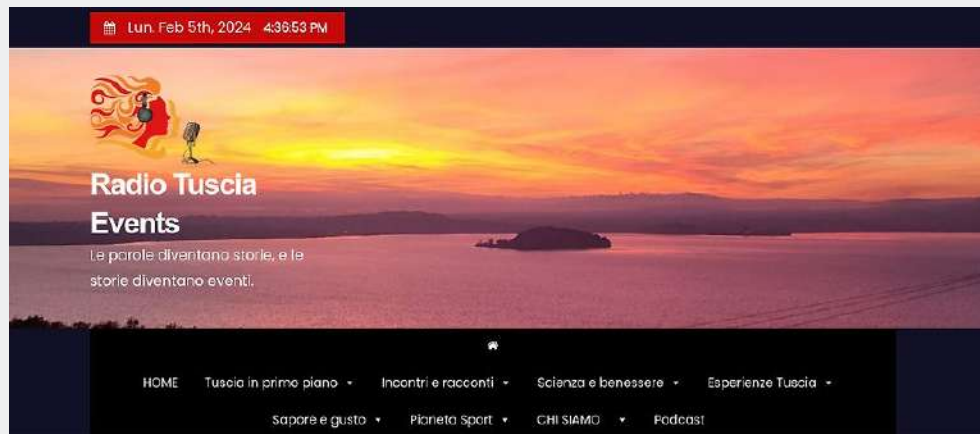 Lun. Feb 5th, 2024 4:36:53 PM
Radio Tuscia
Events
Le parole diventano storie, e le
storie diventano eventi.
HOME Tuscia in primo piano Incontri e racconti Scienza e benessere Esperienze Tuscia
Sapore e gusto Pianeta Sport CHI SIAMO Podcast